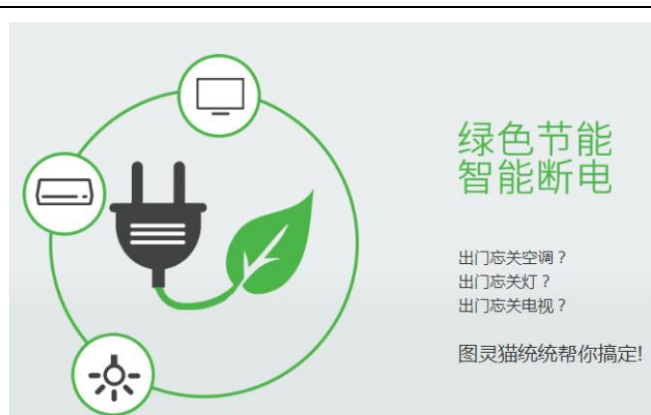 绿色节能
智能断电
出门忘关空调？
出门忘关灯？
出门忘关电视？
图灵猫统统帮你搞定!